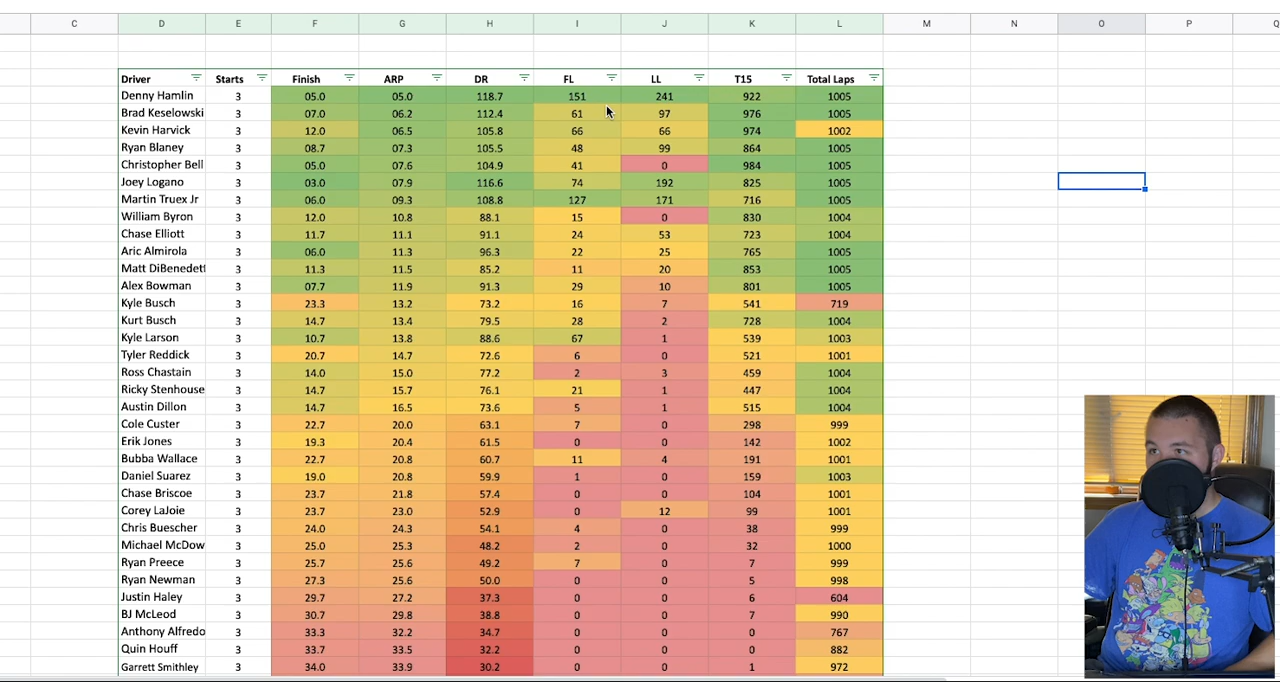 C D E F G H I J K L M N O P Q
Driver Starts Finish ARP DR FL LL T15 Total Laps
Denny Hamlin 3 05.0 05.0 118.7 151 241 922 1005
Brad Keselowski 3 07.0 06.2 112.4 61 97 976 1005
Kevin Harvick 3 12.0 06.5 105.8 66 66 974 1002
Ryan Blaney 3 08.7 07.3 105.5 48 99 864 1005
Christopher Bell 3 05.0 07.6 104.9 41 0 984 1005
Joey Logano 3 03.0 07.9 116.6 74 192 825 1005
Martin Truex Jr 3 06.0 09.3 108.8 127 171 716 1005
William Byron 3 12.0 10.8 88.1 15 0 830 1004
Chase Elliott 3 11.7 11.1 91.1 24 53 723 1004
Aric Almirola 3 06.0 11.3 96.3 22 25 765 1005
Matt DiBenedett 3 11.3 11.5 85.2 11 20 853 1005
Alex Bowman 3 07.7 11.9 91.3 29 10 801 1005
Kyle Busch 3 23.3 13.2 73.2 16 7 541 719
Kurt Busch 3 14.7 13.4 79.5 28 2 728 1004
Kyle Larson 3 10.7 13.8 88.6 67 1 539 1003
Tyler Reddick 3 20.7 14.7 72.6 6 0 521 1001
Ross Chastain 3 14.0 15.0 77.2 2 3 459 1004
Ricky Stenhouse 3 14.7 15.7 76.1 21 1 447 1004
Austin Dillon 3 14.7 16.5 73.6 5 1 515 1004
Cole Custer 3 22.7 20.0 63.1 7 0 298 999
Erik Jones 3 19.3 20.4 61.5 0 0 142 1002
Bubba Wallace 3 22.7 20.8 60.7 11 4 191 1001
Daniel Suarez 3 19.0 20.8 59.9 1 0 159 1003
Chase Briscoe 3 23.7 21.8 57.4 0 0 104 1001
Corey LaJoie 3 23.7 23.0 52.9 0 12 99 1001
Chris Buescher 3 24.0 24.3 54.1 4 0 38 999
Michael McDow 3 25.0 25.3 48.2 2 0 32 1000
Ryan Preece 3 25.7 25.6 49.2 7 0 7 999
Ryan Newman 3 27.3 25.6 50.0 0 0 5 998
Justin Haley 3 29.7 27.2 37.3 0 0 6 604
BJ McLeod 3 30.7 29.8 38.8 0 0 7 990
Anthony Alfredo 3 33.3 32.2 34.7 0 0 0 767
Quin Houff 3 33.7 33.5 32.2 0 0 0 882
Garrett Smithley 3 34.0 33.9 30.2 0 0 1 972